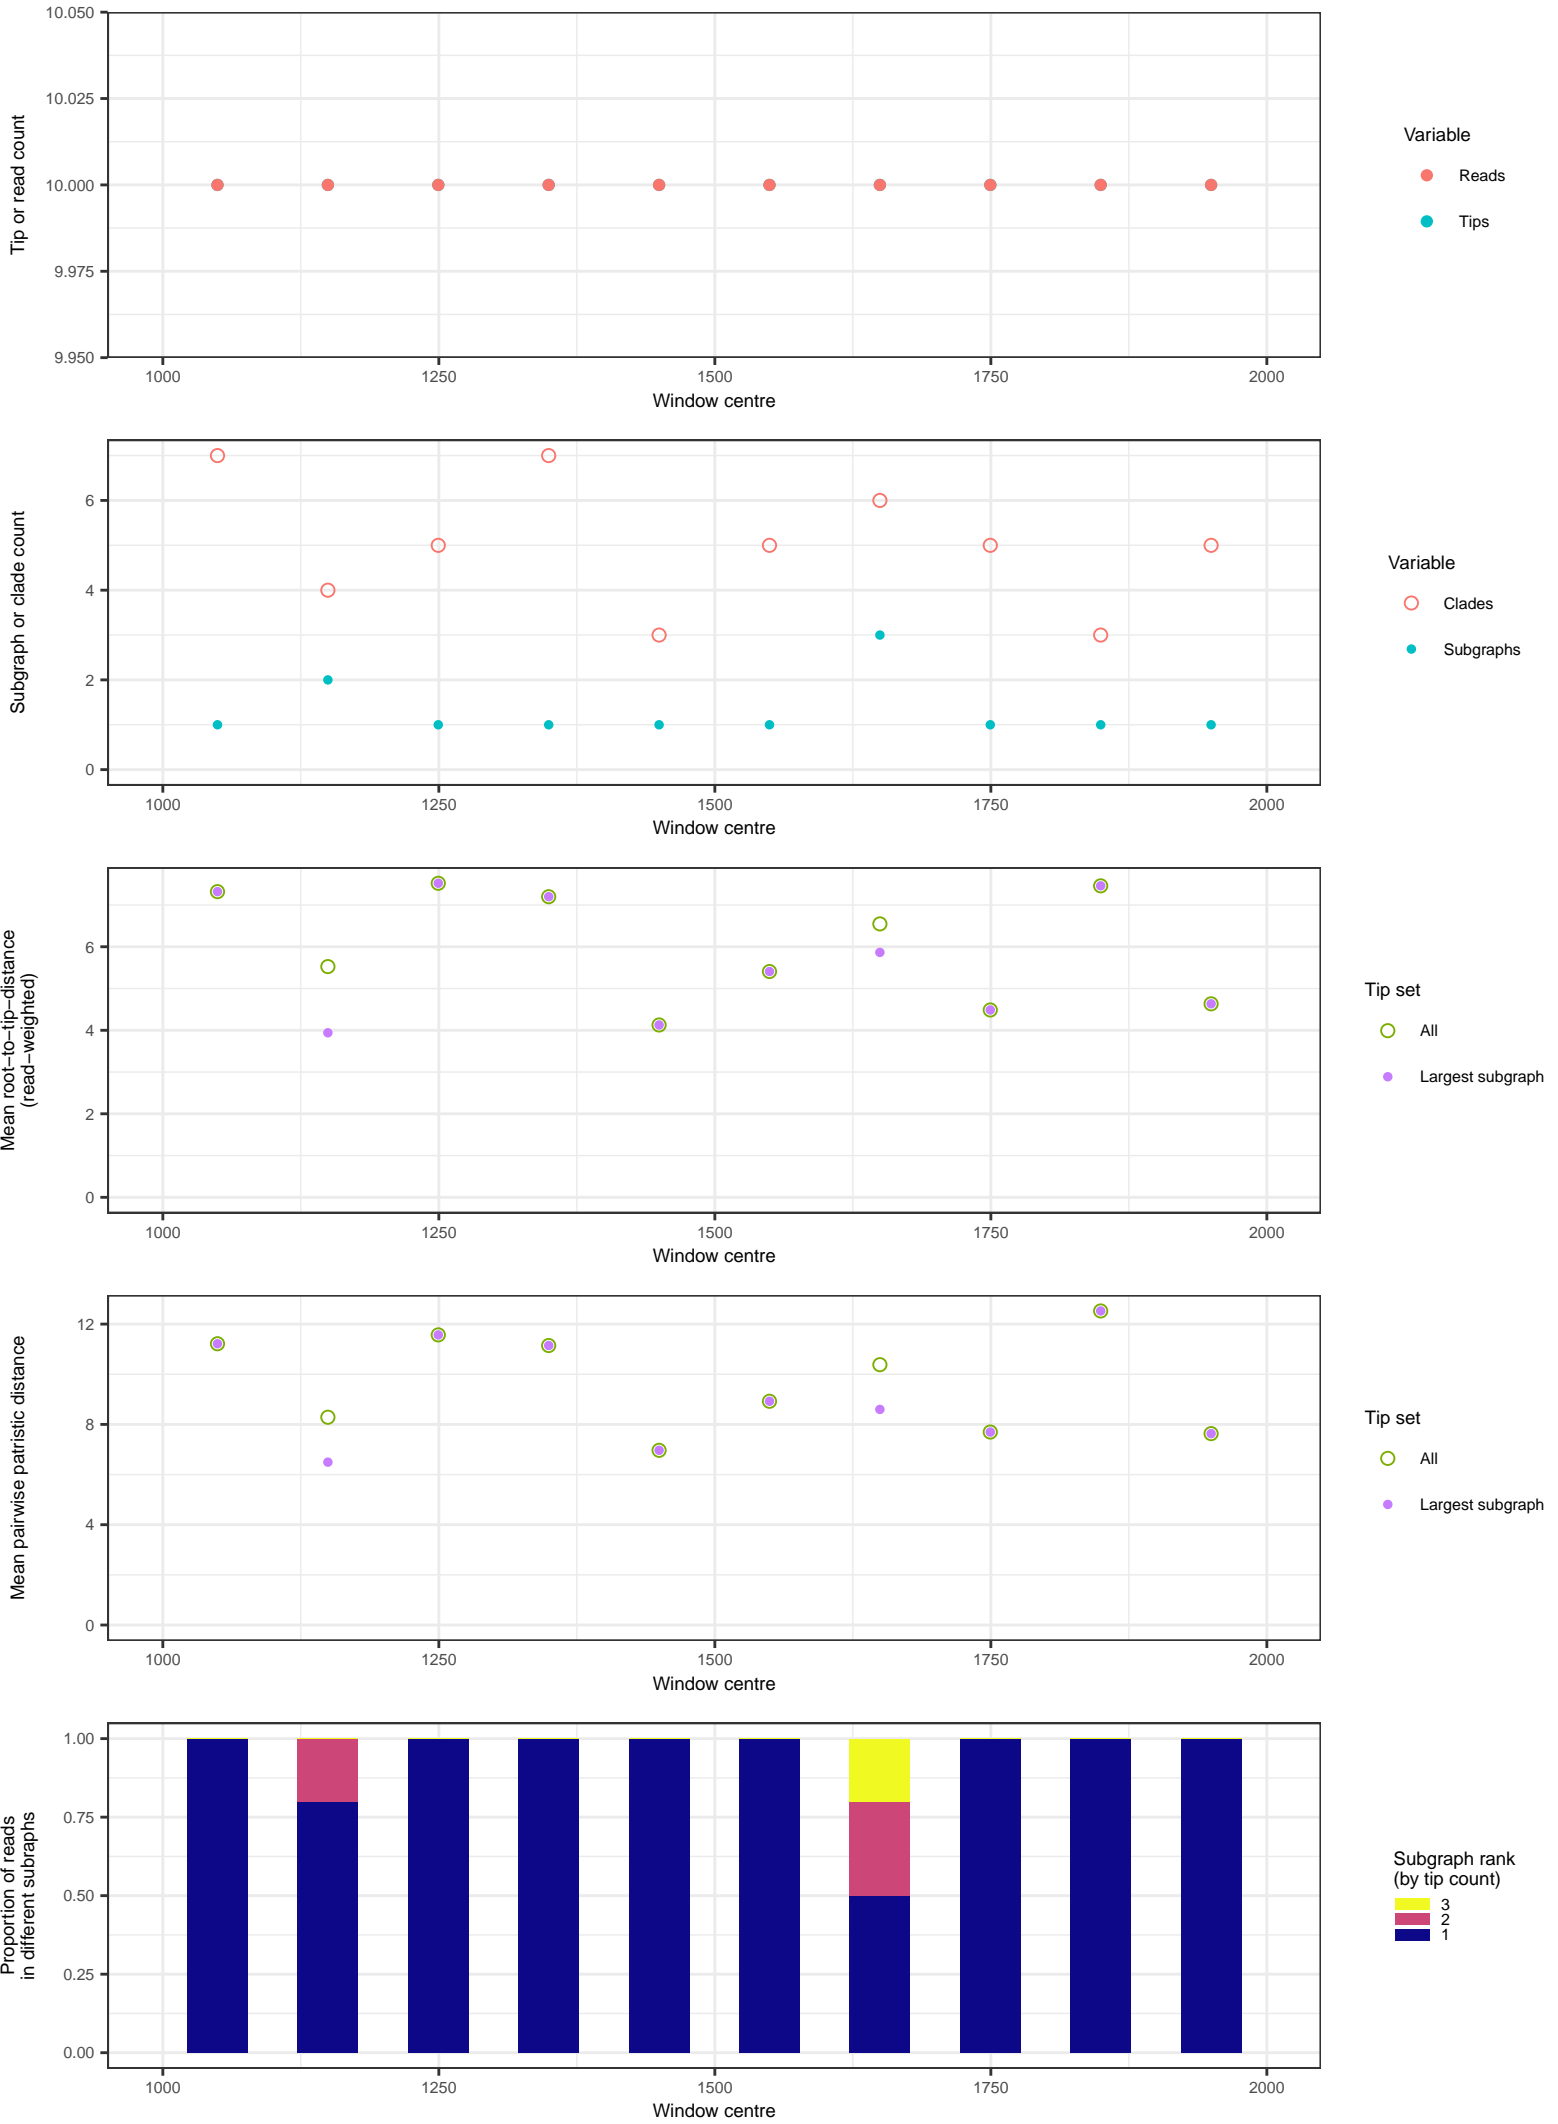 10.050
10.025
10.000
9.975
9.950
Tip or read count
1000 1250 1500 1750 2000
Window centre
Variable
Reads
Tips
6
4
2
0
Subgraph or clade count
1000 1250 1500 1750 2000
Window centre
Variable
Clades
Subgraphs
6
4
2
0
Mean root−to−tip−distance
(read−weighted)
1000 1250 1500 1750 2000
Window centre
Tip set
All
Largest subgraph
12
8
4
0
Mean pairwise patristic distance
1000 1250 1500 1750 2000
Window centre
Tip set
All
Largest subgraph
1.00
0.75
0.50
0.25
0.00
Proportion of reads
in different subraphs
1000 1250 1500 1750 2000
Window centre
Subgraph rank
(by tip count)
3
2
1